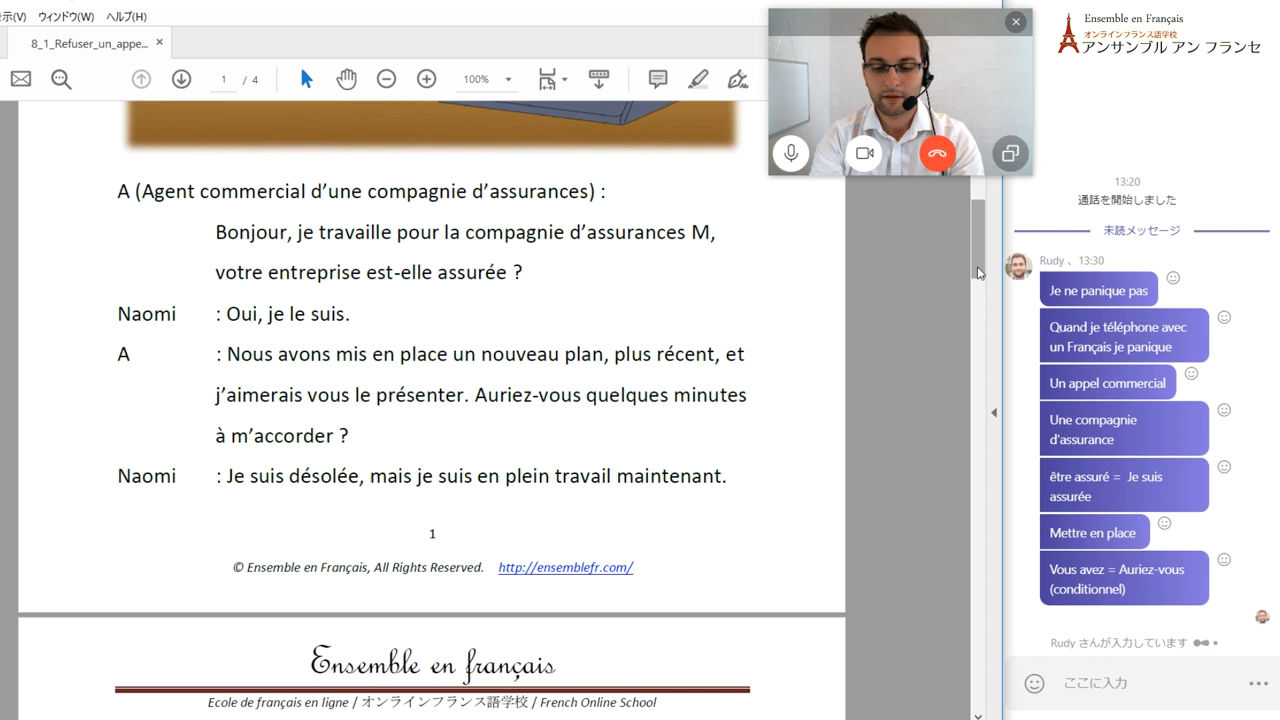 示(V) ウィンドウ(W) ヘルプ(H)
8_1_Refuser_un_appe...
1 / 4
100%
A (Agent commercial d’une compagnie d’assurances) :
Bonjour, je travaille pour la compagnie d’assurances M,
votre entreprise est-elle assurée ?
Naomi : Oui, je le suis.
A : Nous avons mis en place un nouveau plan, plus récent, et
j’aimerais vous le présenter. Auriez-vous quelques minutes
à m’accorder ?
Naomi : Je suis désolée, mais je suis en plein travail maintenant.
1
© Ensemble en Français, All Rights Reserved. http://ensemblefr.com/
Ensemble en français
Ecole de français en ligne / オンラインフランス語学校 / French Online School
Ensemble en Français
オンラインフランス語学校
アンサンブル アン フランセ
13:20
通話を開始しました
未読メッセージ
Rudy 、13:30
Je ne panique pas
Quand je téléphone avec
un Français je panique
Un appel commercial
Une compagnie
d'assurance
être assuré = Je suis
assurée
Mettre en place
Vous avez = Auriez-vous
(conditionnel)
Rudy さんが入力しています
ここに入力